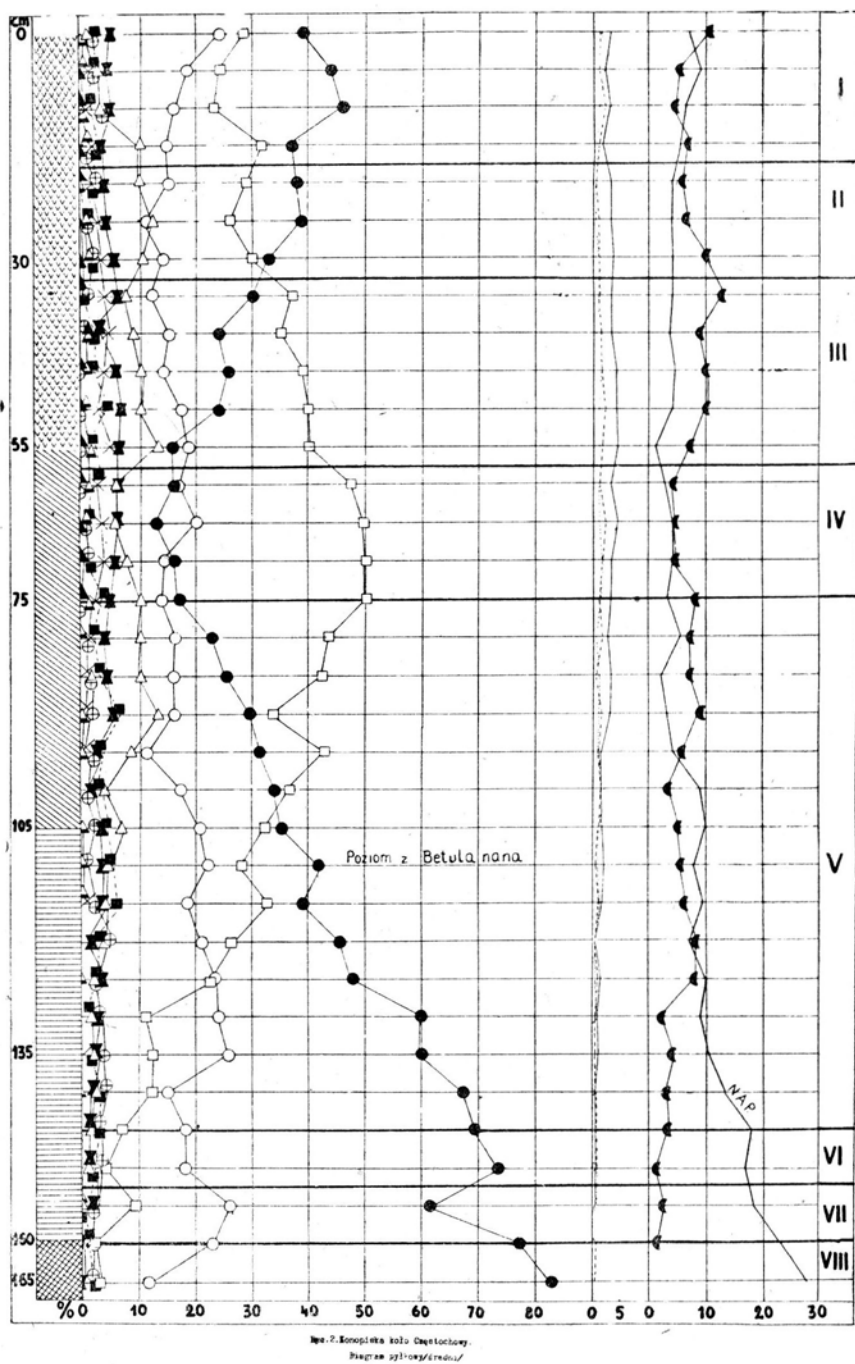 cm
0
30
55
75
105
135
150
165
I
II
III
IV
V
VI
VII
VIII
Poziom z Betula nana
NAP
% 0 10 20 30 40 50 60 70 80 0 5 0 10 20 30
Rys.2.Konopiska koło Częstochowy.
Diagram pyłkowy/średni/